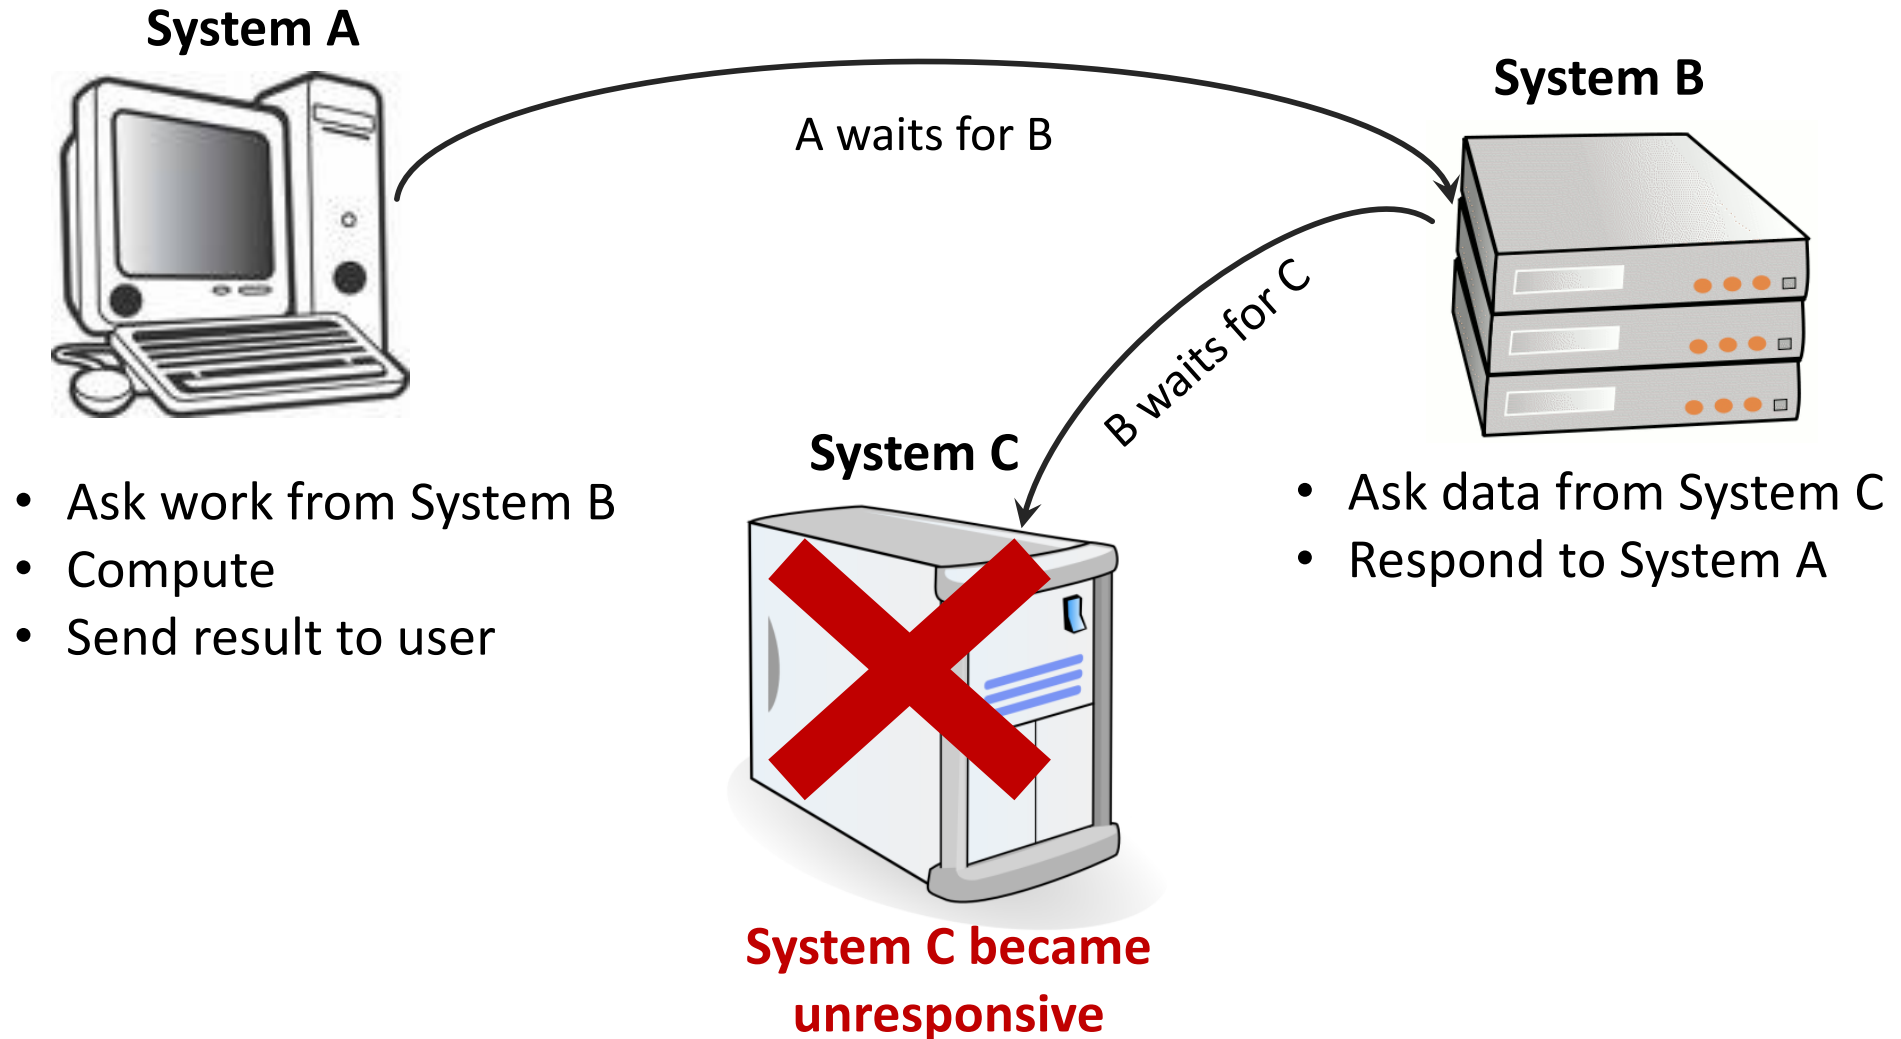 System A
System B
A waits for B
B waits for C
System C
• Ask work from System B
• Compute
• Send result to user
• Ask data from System C
• Respond to System A
System C became
unresponsive